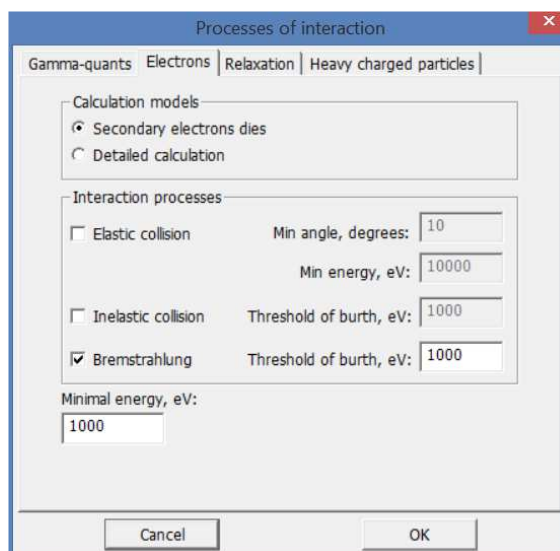 Processes of interaction
Gamma-quants Electrons Relaxation Heavy charged particles
Calculation models
Secondary electrons dies
Detailed calculation
Interaction processes
Elastic collision Min angle, degrees: 10
Min energy, eV: 10000
Inelastic collision Threshold of burth, eV: 1000
Bremstrahlung Threshold of burth, eV: 1000
Minimal energy, eV:
1000
Cancel OK